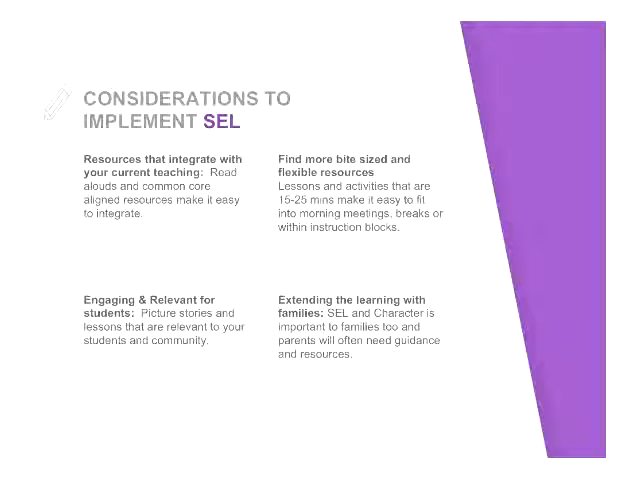 CONSIDERATIONS TO
IMPLEMENT SEL
Resources that integrate with
your current teaching: Read
alouds and common core
aligned resources make it easy
to integrate.
Find more bite sized and
flexible resources
Lessons and activities that are
15-25 mins make it easy to fit
into morning meetings, breaks or
within instruction blocks.
Engaging & Relevant for
students: Picture stories and
lessons that are relevant to your
students and community.
Extending the learning with
families: SEL and Character is
important to families too and
parents will often need guidance
and resources.